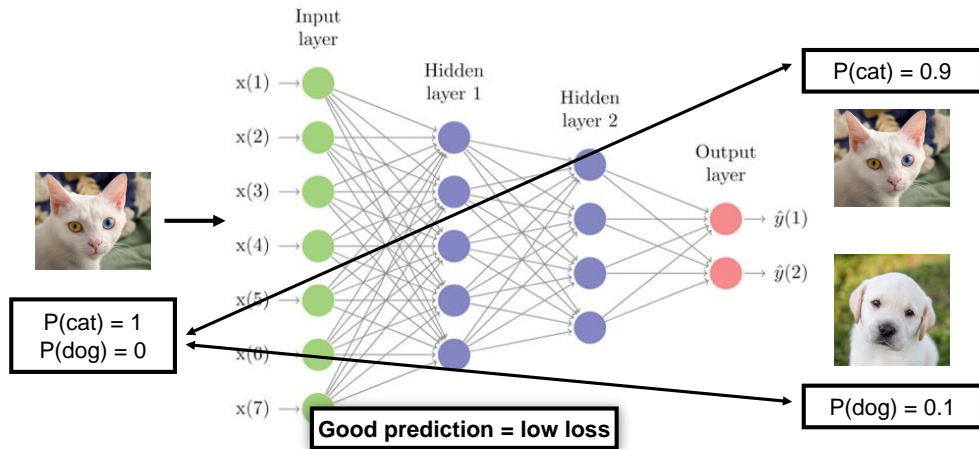 Input
layer
x(1)
x(2)
x(3)
x(4)
x(5)
x(6)
x(7)
Hidden
layer 1
Hidden
layer 2
Output
layer
ŷ(1)
ŷ(2)
P(cat) = 1
P(dog) = 0
P(cat) = 0.9
P(dog) = 0.1
Good prediction = low loss